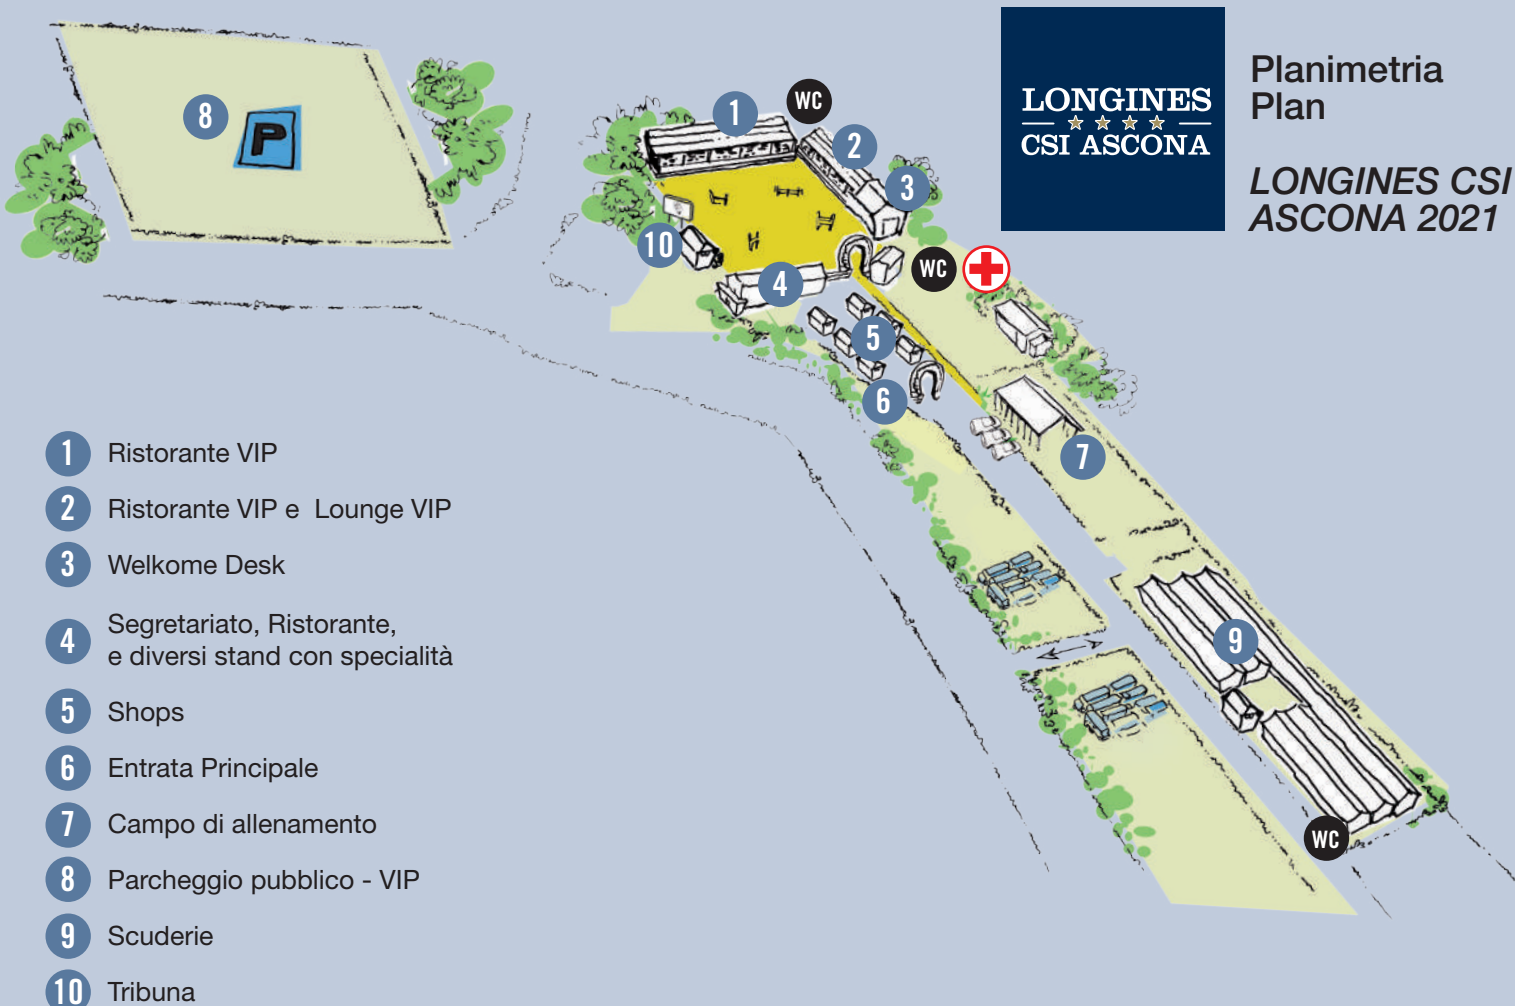 8
P
1
WC
2
3
10
4
WC
5
6
7
9
WC
LONGINES
CSI ASCONA
Planimetria
Plan
LONGINES CSI
ASCONA 2021
1 Ristorante VIP
2 Ristorante VIP e Lounge VIP
3 Welkome Desk
4 Segretariato, Ristorante,
e diversi stand con specialità
5 Shops
6 Entrata Principale
7 Campo di allenamento
8 Parcheggio pubblico - VIP
9 Scuderie
10 Tribuna